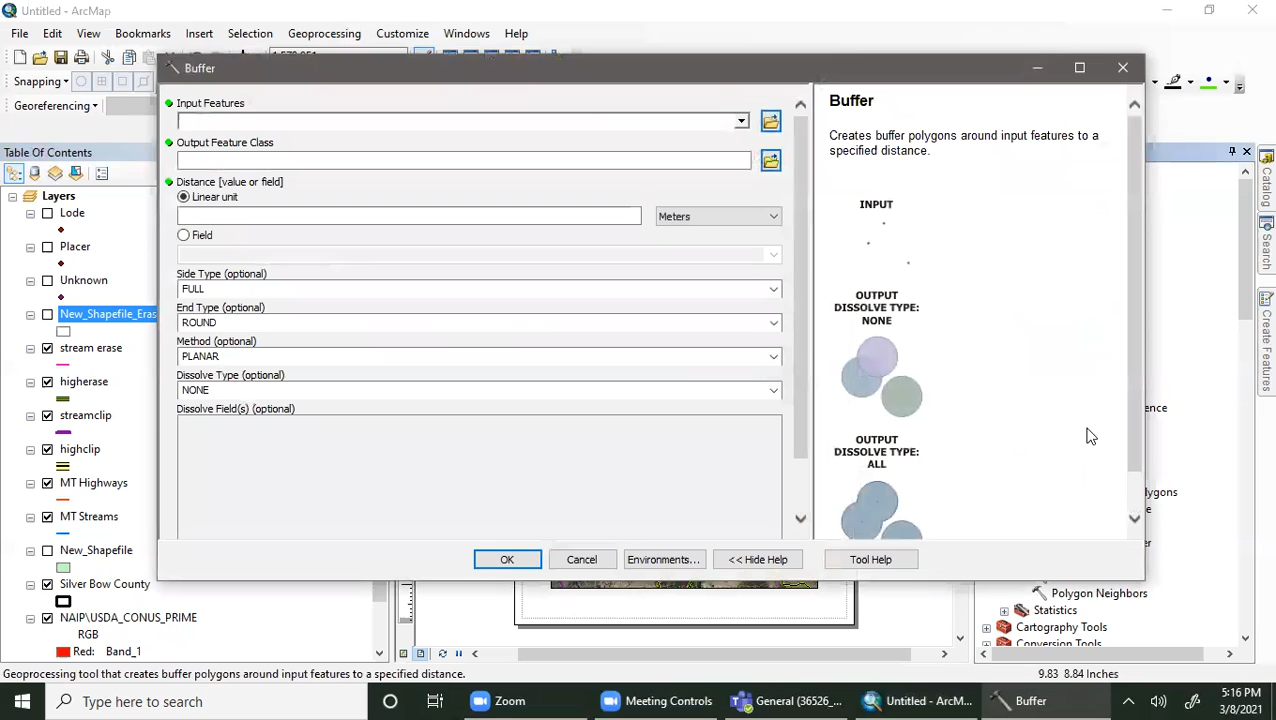 Untitled - ArcMap
File Edit View Bookmarks Insert Selection Geoprocessing Customize Windows Help
Snapping
Georeferencing
Table Of Contents
Layers
Lode
Placer
Unknown
New_Shapefile_Eras
stream erase
higherase
streamclip
highclip
MT Highways
MT Streams
New_Shapefile
Silver Bow County
NAIP\USDA_CONUS_PRIME
RGB
Red: Band_1
Buffer
Input Features
Output Feature Class
Distance [value or field]
Linear unit
Meters
Field
Side Type (optional)
FULL
End Type (optional)
ROUND
Method (optional)
PLANAR
Dissolve Type (optional)
NONE
Dissolve Field(s) (optional)
OK Cancel Environments... << Hide Help Tool Help
Buffer
Creates buffer polygons around input features to a
specified distance.
INPUT
OUTPUT
DISSOLVE TYPE:
NONE
OUTPUT
DISSOLVE TYPE:
ALL
Catalog
Search
Create Features
Polygon Neighbors
Statistics
Cartography Tools
Conversion Tools
Geoprocessing tool that creates buffer polygons around input features to a specified distance.
9.83 8.84 Inches
Type here to search
Zoom
Meeting Controls
General (36526_...
Untitled - ArcM...
Buffer
5:16 PM
3/8/2021